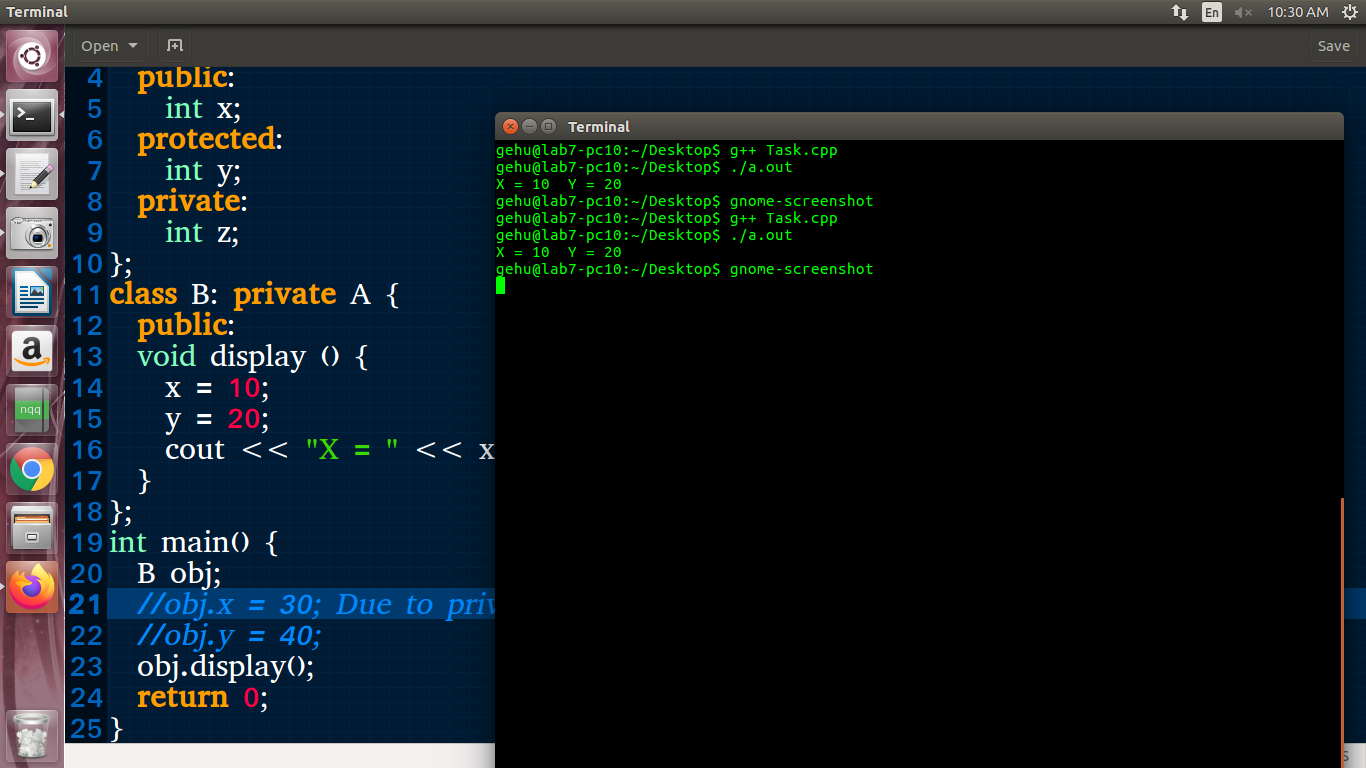 Terminal
En
10:30 AM
Open
Save
4 public:
5 int x;
6 protected:
7 int y;
8 private:
9 int z;
10 };
11 class B: private A {
12 public:
13 void display () {
14 x = 10;
15 y = 20;
16 cout << "X = " << x
17 }
18 };
19 int main() {
20 B obj;
21 //obj.x = 30; Due to priv
22 //obj.y = 40;
23 obj.display();
24 return 0;
25 }
Terminal
gehu@lab7-pc10:~/Desktop$ g++ Task.cpp
gehu@lab7-pc10:~/Desktop$ ./a.out
X = 10  Y = 20
gehu@lab7-pc10:~/Desktop$ gnome-screenshot
gehu@lab7-pc10:~/Desktop$ g++ Task.cpp
gehu@lab7-pc10:~/Desktop$ ./a.out
X = 10  Y = 20
gehu@lab7-pc10:~/Desktop$ gnome-screenshot
a
nqq
S